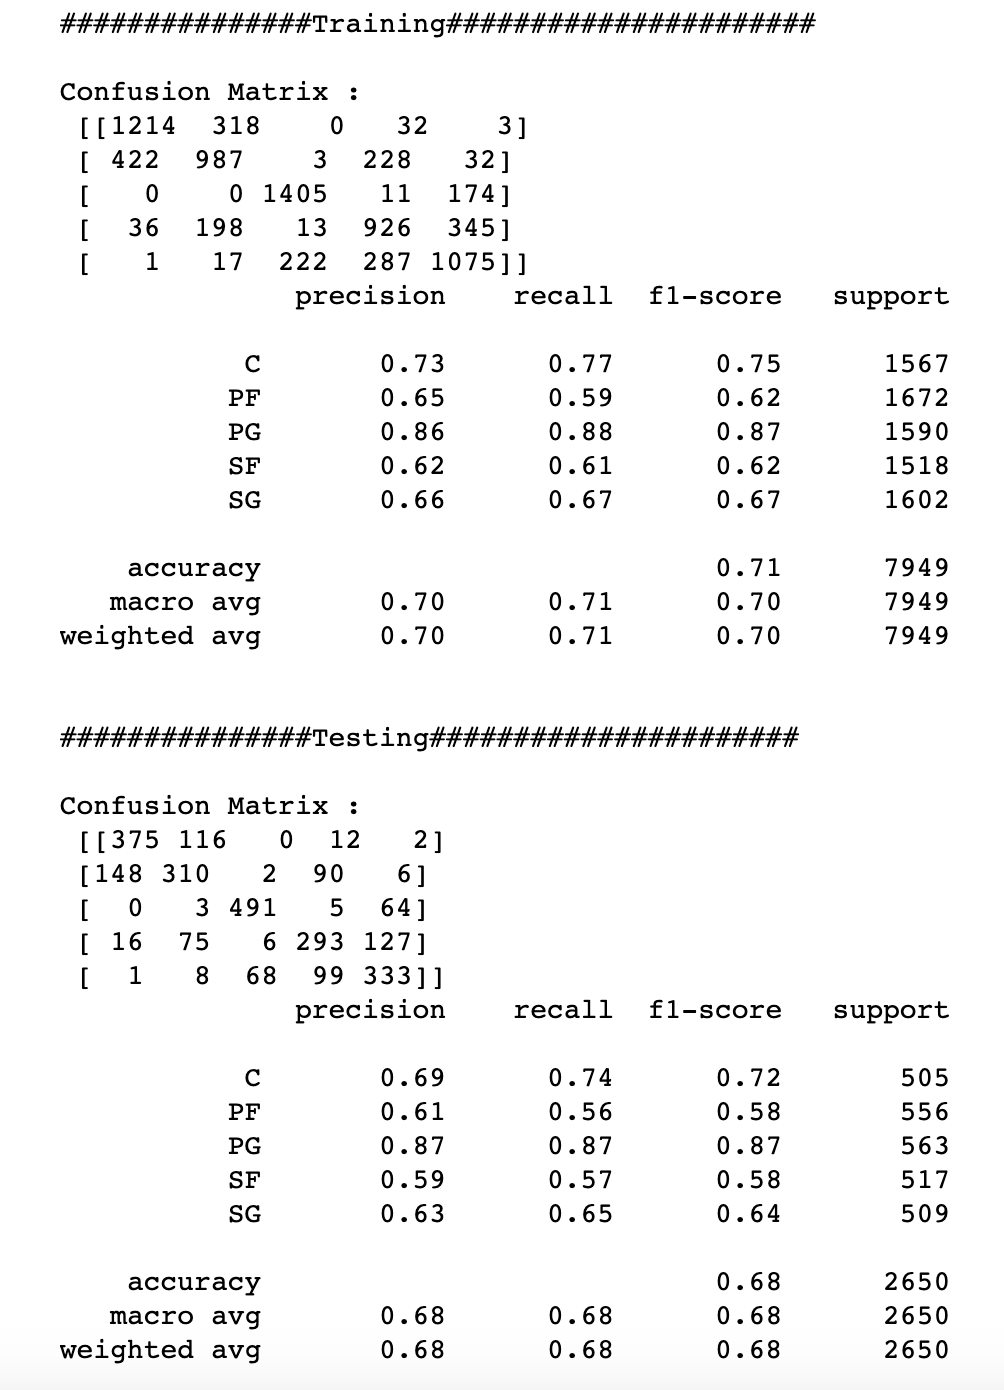 ###############Training######################
Confusion Matrix :
[[1214  318    0   32    3]
[ 422  987    3  228   32]
[   0    0 1405   11  174]
[  36  198   13  926  345]
[   1   17  222  287 1075]]
precision    recall  f1-score   support
C       0.73      0.77      0.75      1567
PF       0.65      0.59      0.62      1672
PG       0.86      0.88      0.87      1590
SF       0.62      0.61      0.62      1518
SG       0.66      0.67      0.67      1602
accuracy                           0.71      7949
macro avg       0.70      0.71      0.70      7949
weighted avg       0.70      0.71      0.70      7949
###############Testing######################
Confusion Matrix :
[[375 116   0  12   2]
[148 310   2  90   6]
[  0   3 491   5  64]
[ 16  75   6 293 127]
[  1   8  68  99 333]]
precision    recall  f1-score   support
C       0.69      0.74      0.72       505
PF       0.61      0.56      0.58       556
PG       0.87      0.87      0.87       563
SF       0.59      0.57      0.58       517
SG       0.63      0.65      0.64       509
accuracy                           0.68      2650
macro avg       0.68      0.68      0.68      2650
weighted avg       0.68      0.68      0.68      2650